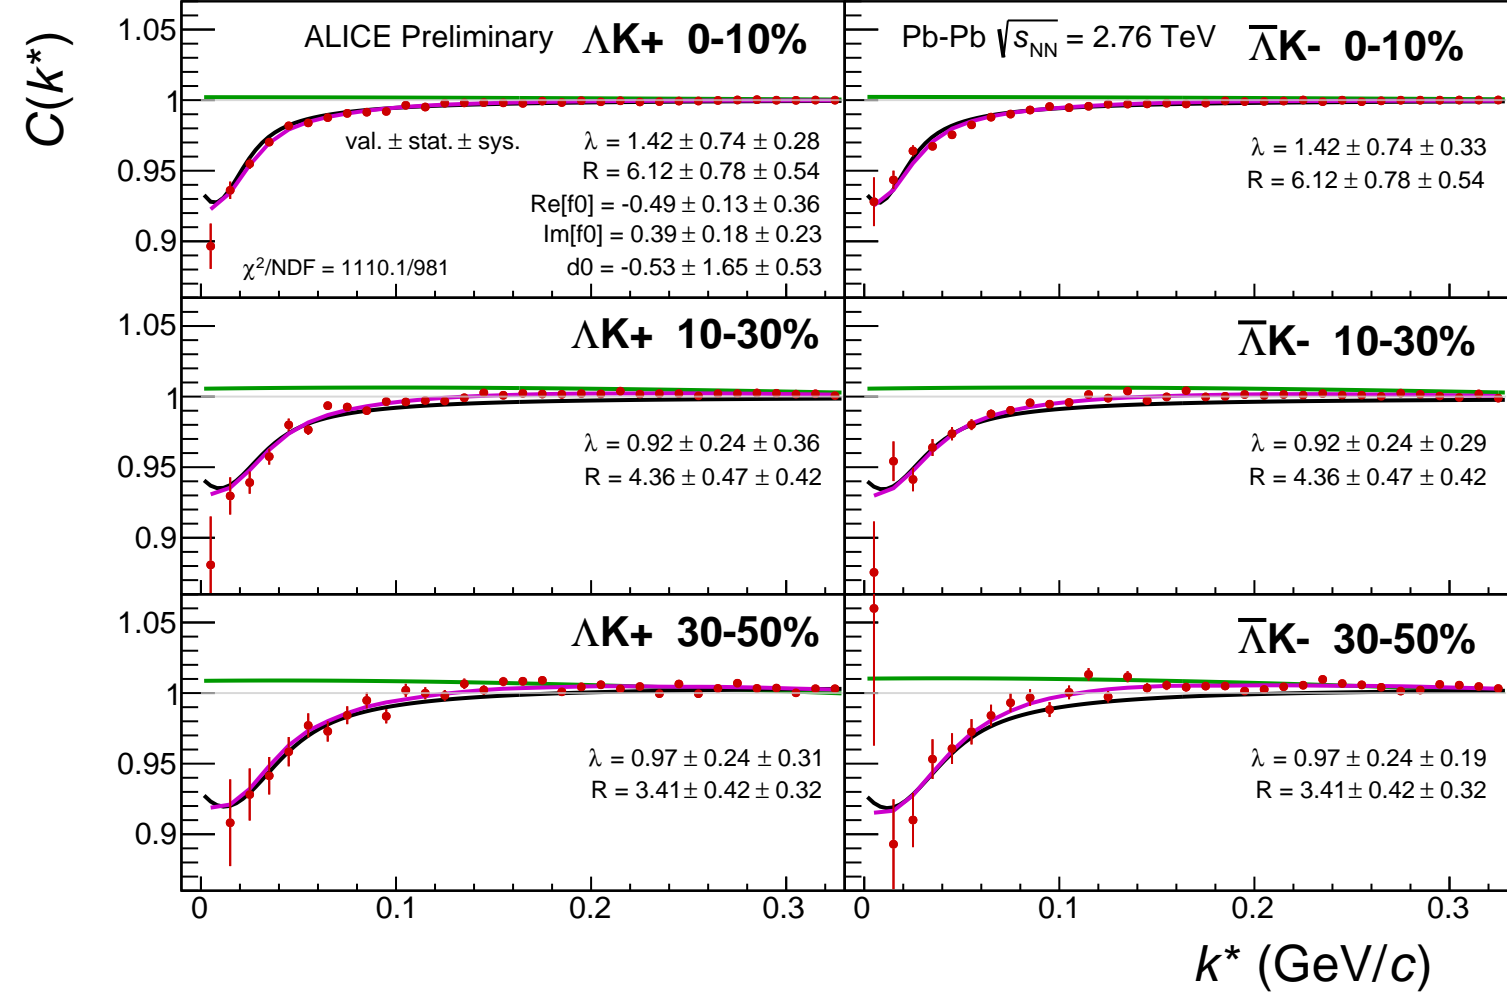 C(k*)
ALICE Preliminary ΛK+ 0-10%
1.05
1
0.95
0.9
val. ± stat. ± sys.
λ = 1.42 ± 0.74 ± 0.28
R = 6.12 ± 0.78 ± 0.54
Re[f0] = -0.49 ± 0.13 ± 0.36
Im[f0] = 0.39 ± 0.18 ± 0.23
χ²/NDF = 1110.1/981
d0 = -0.53 ± 1.65 ± 0.53
Pb-Pb √sNN = 2.76 TeV Λ̅K- 0-10%
λ = 1.42 ± 0.74 ± 0.33
R = 6.12 ± 0.78 ± 0.54
ΛK+ 10-30%
1.05
1
0.95
0.9
λ = 0.92 ± 0.24 ± 0.36
R = 4.36 ± 0.47 ± 0.42
Λ̅K- 10-30%
λ = 0.92 ± 0.24 ± 0.29
R = 4.36 ± 0.47 ± 0.42
ΛK+ 30-50%
1.05
1
0.95
0.9
λ = 0.97 ± 0.24 ± 0.31
R = 3.41 ± 0.42 ± 0.32
Λ̅K- 30-50%
λ = 0.97 ± 0.24 ± 0.19
R = 3.41 ± 0.42 ± 0.32
0 0.1 0.2 0.3 0 0.1 0.2 0.3
k* (GeV/c)